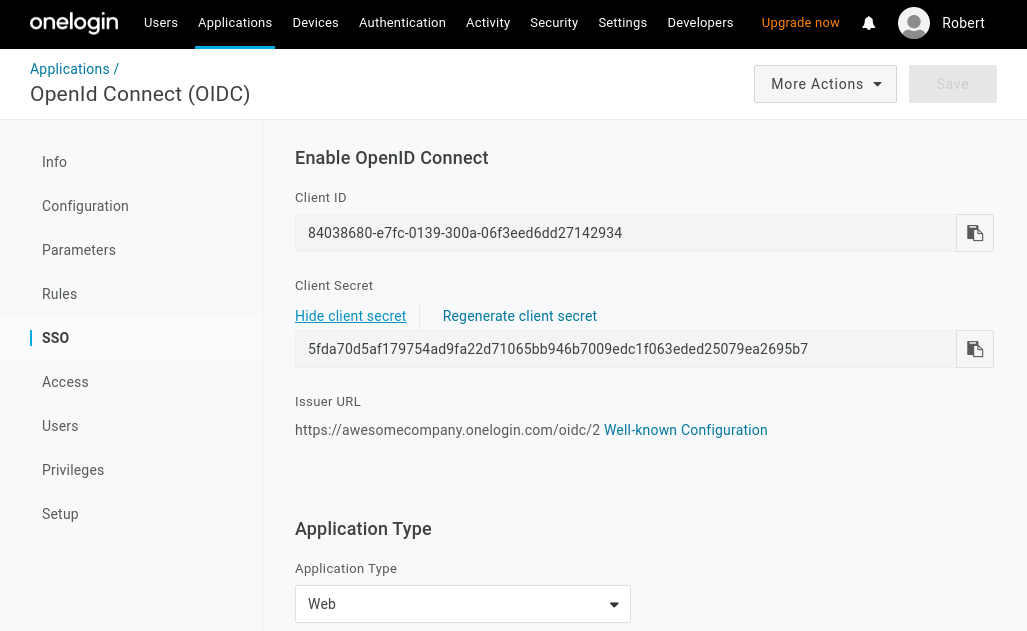 onelogin Users Applications Devices Authentication Activity Security Settings Developers Upgrade now Robert
Applications /
OpenId Connect (OIDC)
More Actions Save
Info
Configuration
Parameters
Rules
SSO
Access
Users
Privileges
Setup
Enable OpenID Connect
Client ID
84038680-e7fc-0139-300a-06f3eed6dd27142934
Client Secret
Hide client secret Regenerate client secret
5fda70d5af179754ad9fa22d71065bb946b7009edc1f063eded25079ea2695b7
Issuer URL
https://awesomecompany.onelogin.com/oidc/2 Well-known Configuration
Application Type
Application Type
Web